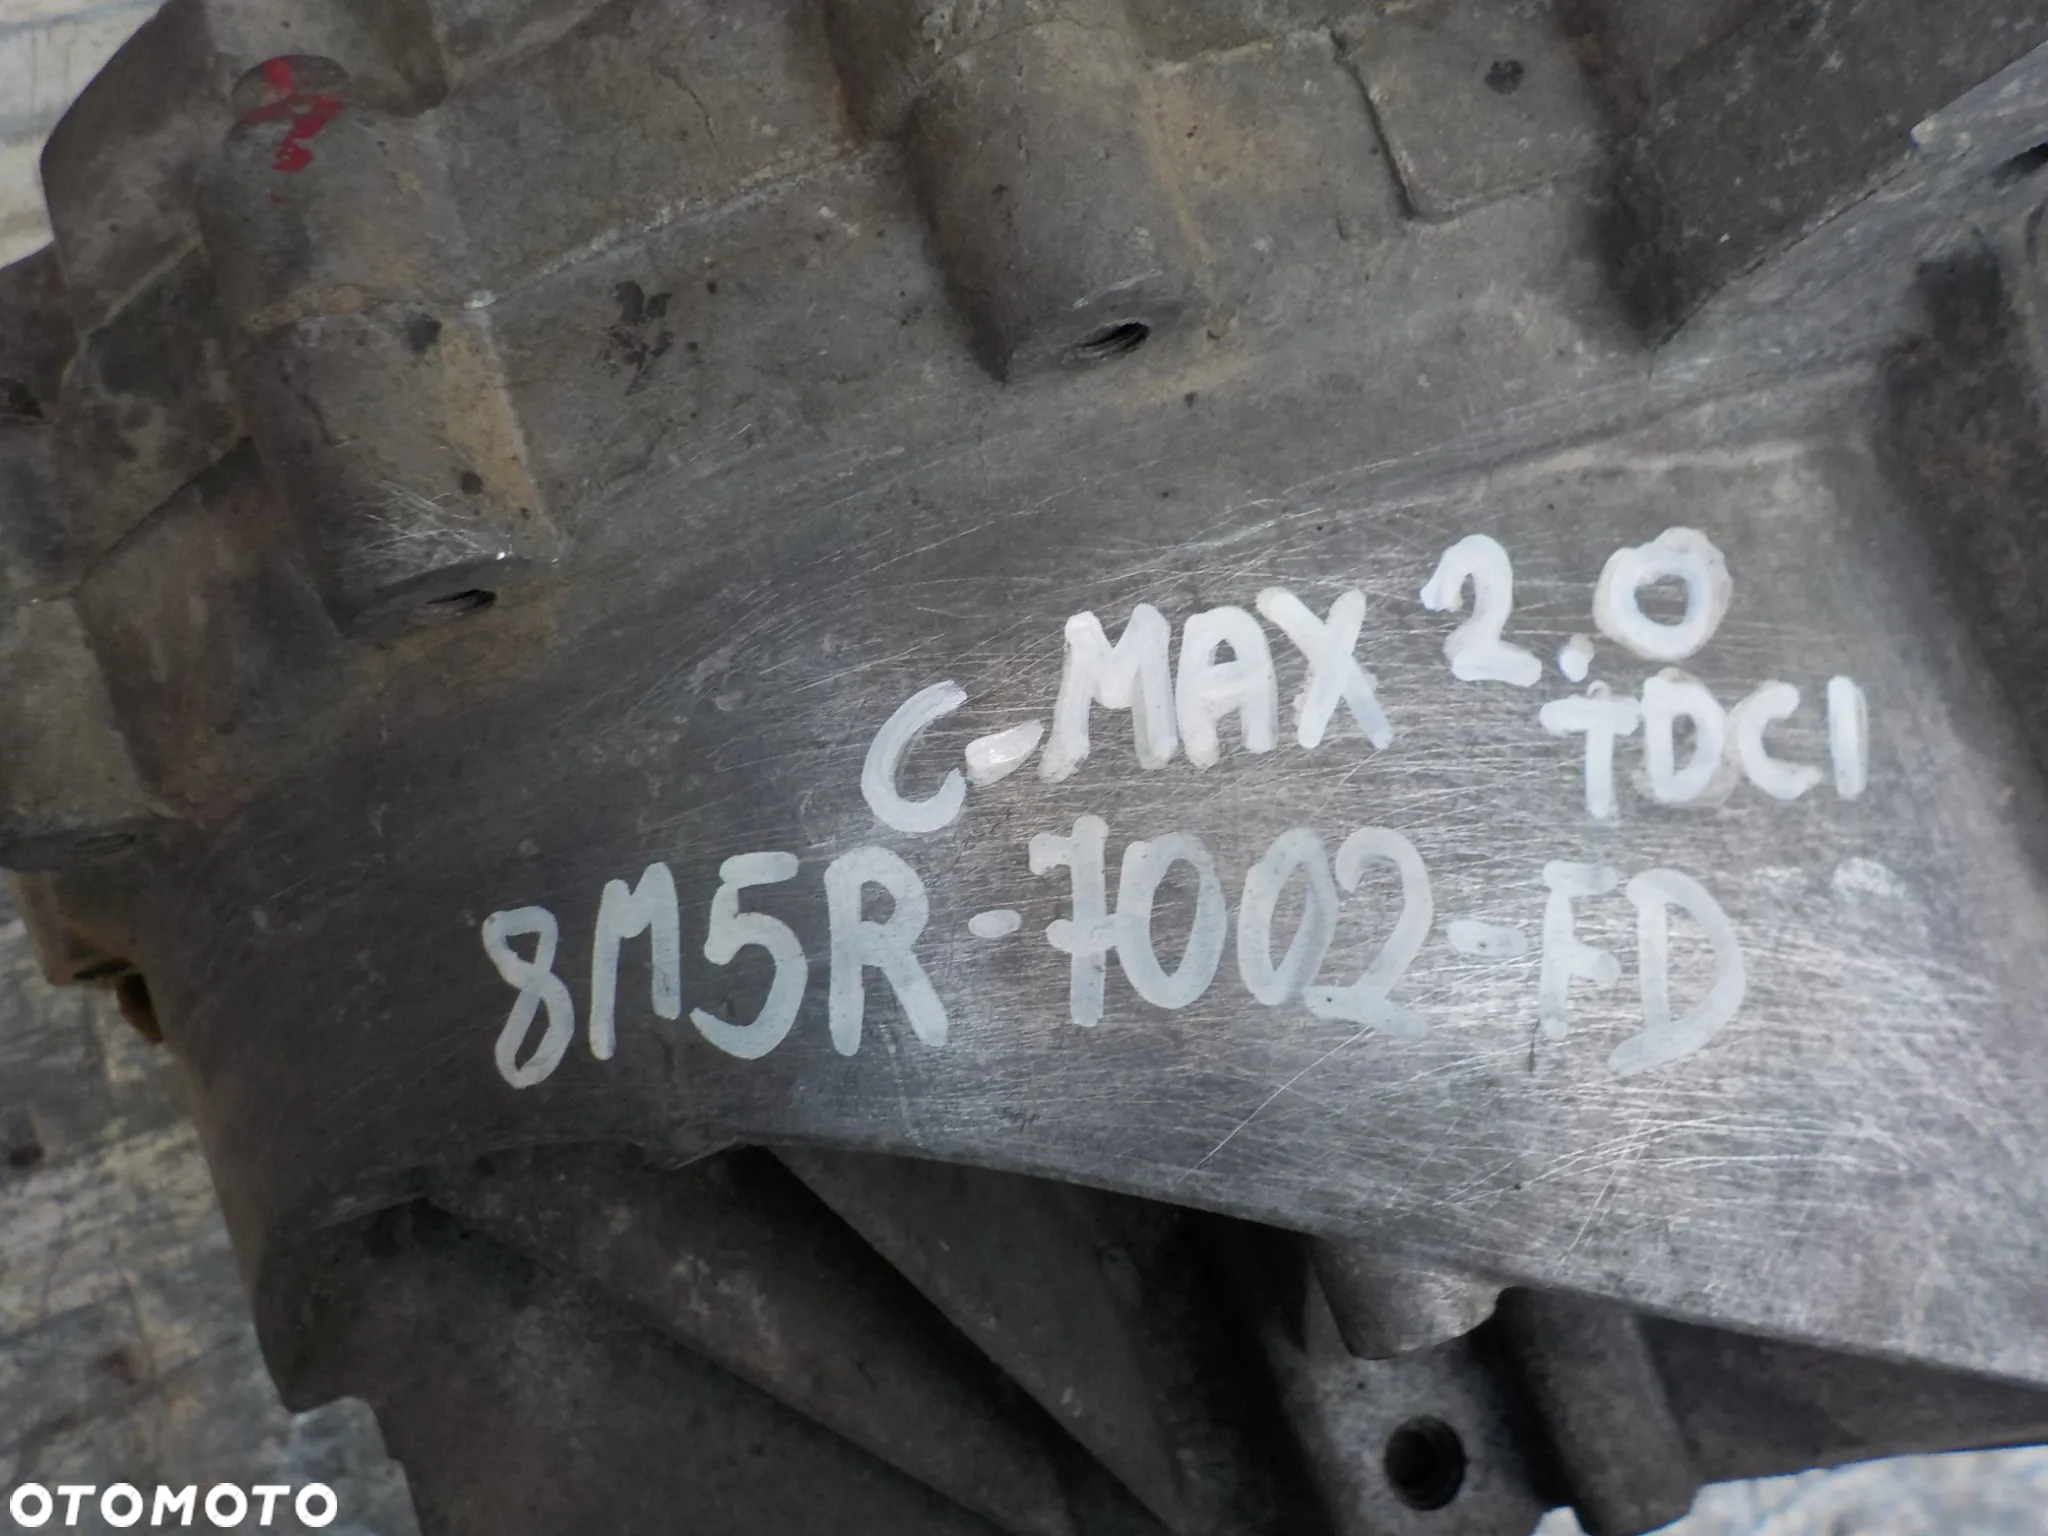 C-MAX 2.0
TDCI
8M5R-7002-FD
OTOMOTO